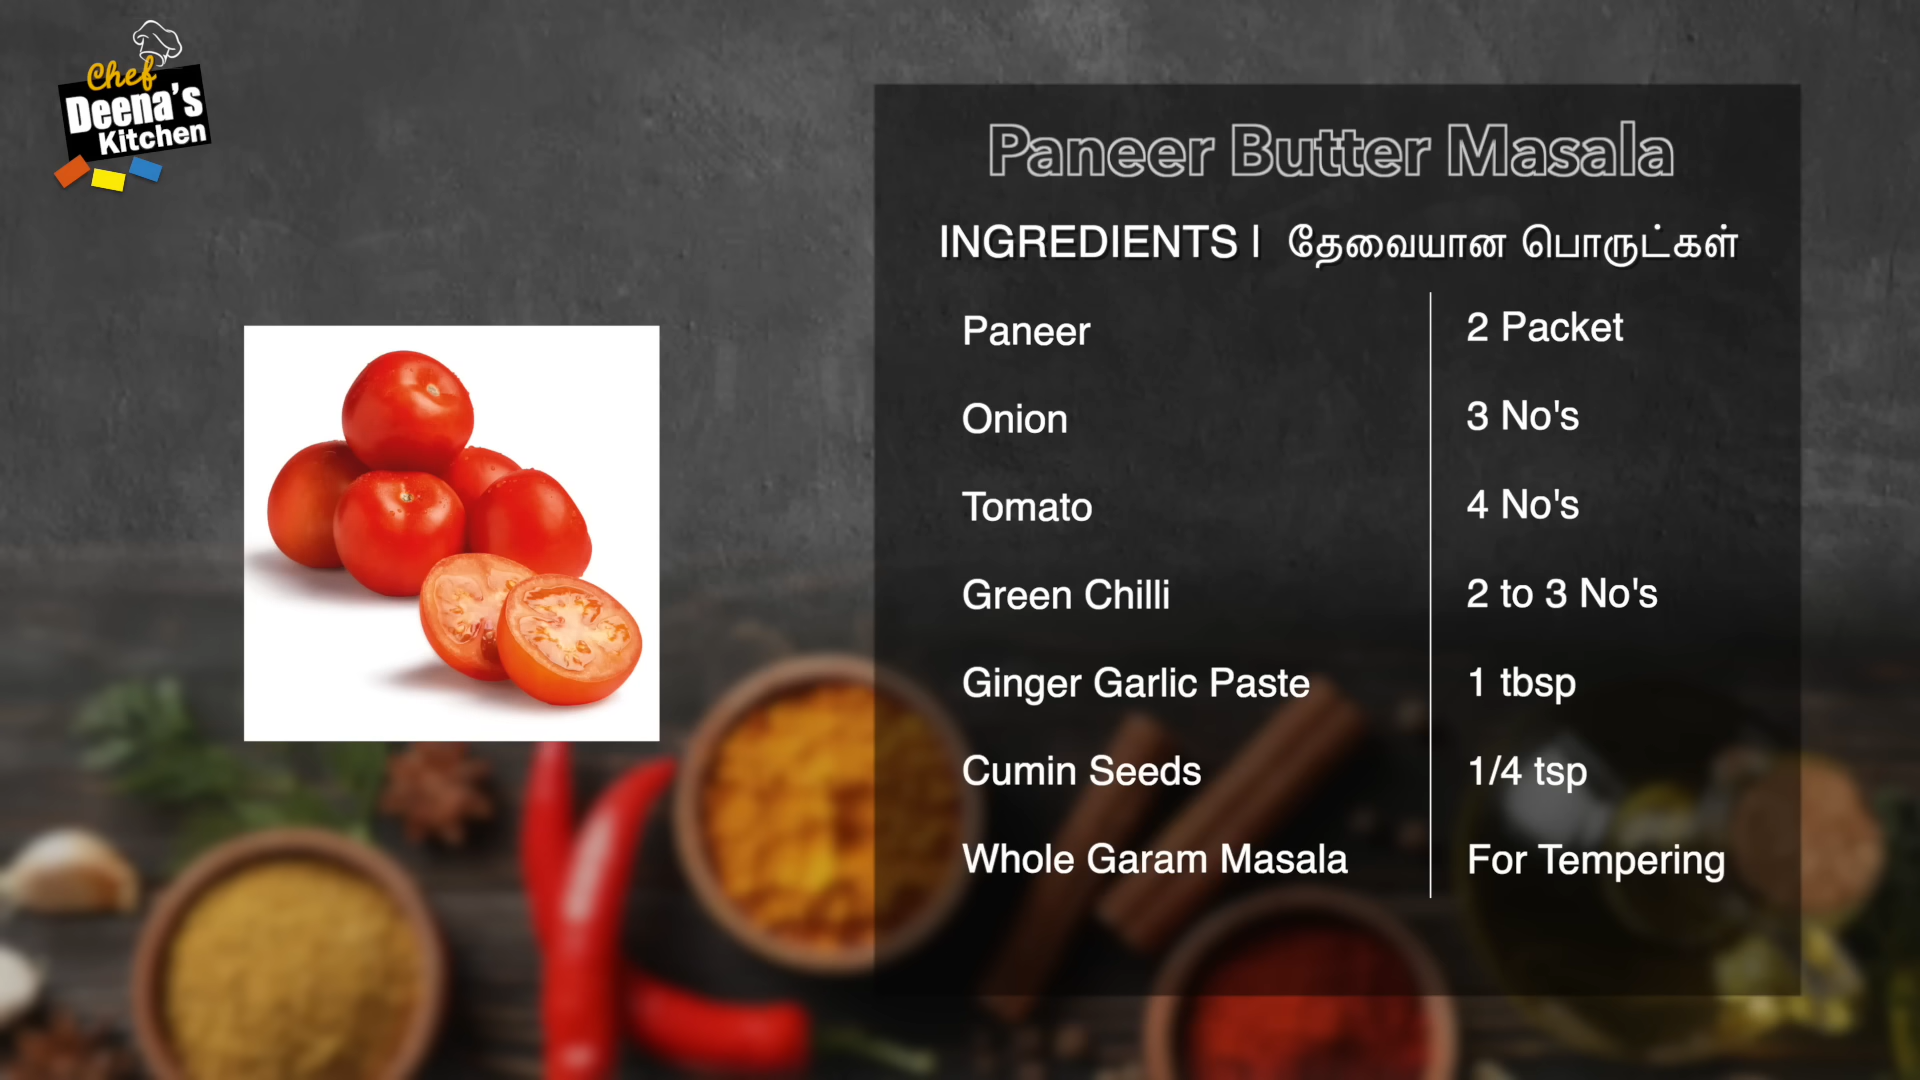 Chef
Deena's
Kitchen
Paneer Butter Masala
INGREDIENTS I தேவையான பொருட்கள்
Paneer 2 Packet
Onion 3 No's
Tomato 4 No's
Green Chilli 2 to 3 No's
Ginger Garlic Paste 1 tbsp
Cumin Seeds 1/4 tsp
Whole Garam Masala For Tempering